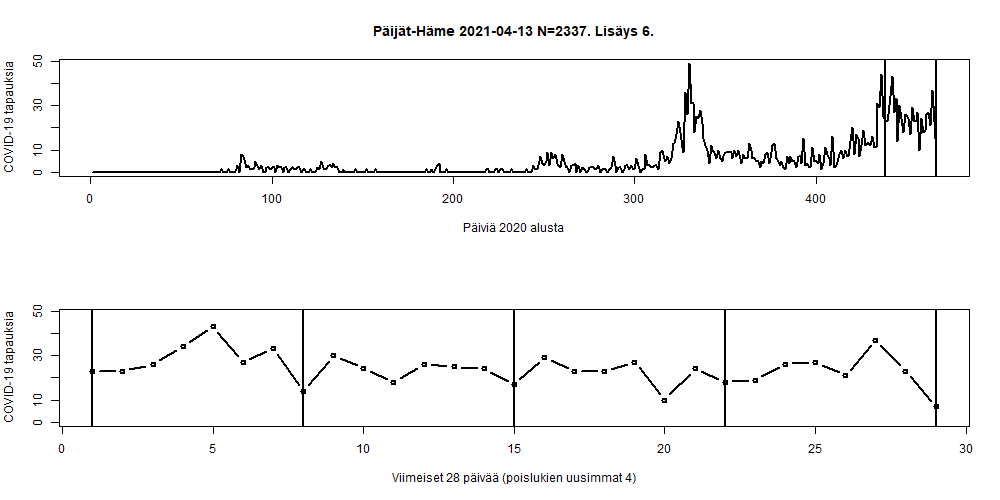 Päijät-Häme 2021-04-13 N=2337. Lisäys 6.
COVID-19 tapauksia
50
30
10
0
0 100 200 300 400
Päiviä 2020 alusta
COVID-19 tapauksia
50
30
10
0
0 5 10 15 20 25 30
Viimeiset 28 päivää (poislukien uusimmat 4)